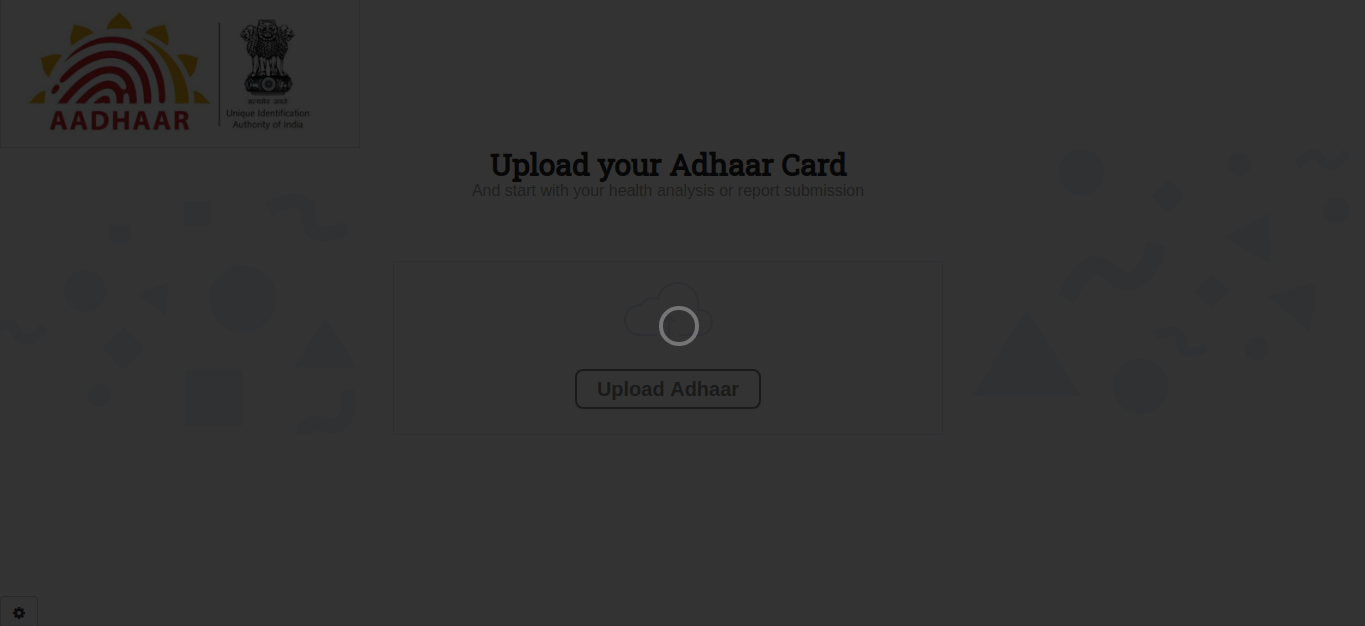 AADHAAR
सत्यमेव जयते
Unique Identification
Authority of India
Upload your Adhaar Card
And start with your health analysis or report submission
Upload Adhaar